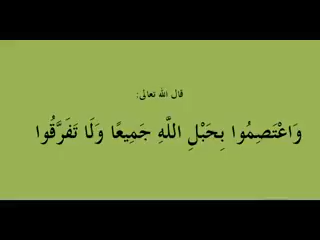 قال الله تعالى:
وَاعْتَصِمُوا بِحَبْلِ اللَّهِ جَمِيعًا وَلَا تَفَرَّقُوا